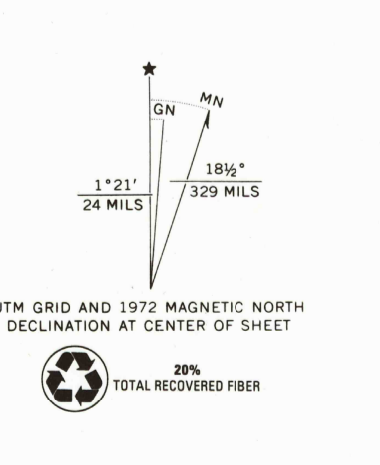 ★
MN
GN
18½°
329 MILS
1°21′
24 MILS
UTM GRID AND 1972 MAGNETIC NORTH
DECLINATION AT CENTER OF SHEET
20%
TOTAL RECOVERED FIBER